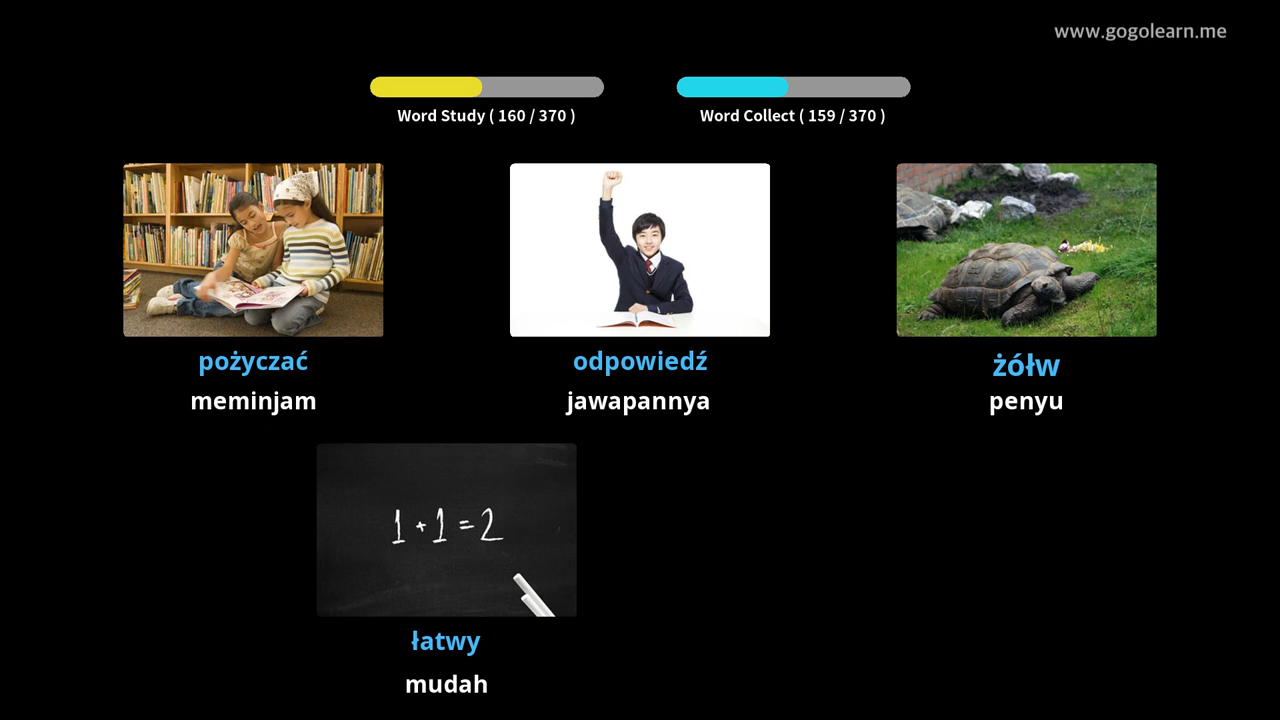 www.gogolearn.me
Word Study ( 160 / 370 )
Word Collect ( 159 / 370 )
pożyczać
meminjam
odpowiedź
jawapannya
żółw
penyu
1 + 1 = 2
łatwy
mudah